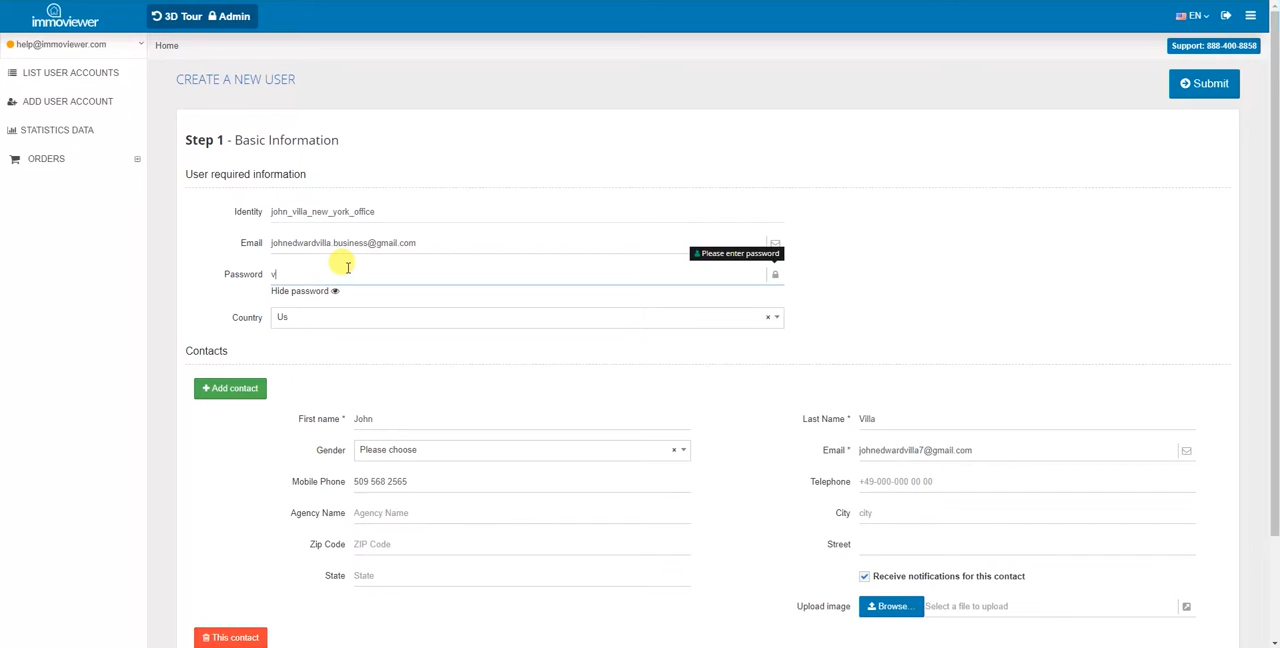 immoviewer
3D Tour Admin
EN
help@immoviewer.com
Home
Support: 888-400-8858
LIST USER ACCOUNTS
ADD USER ACCOUNT
STATISTICS DATA
ORDERS
CREATE A NEW USER
Submit
Step 1 - Basic Information
User required information
Identity john_villa_new_york_office
Email johnedwardvilla.business@gmail.com
Please enter password
Password v
Hide password
Country Us × 
Contacts
+ Add contact
First name * John
Last Name * Villa
Gender Please choose ×
Email * johnedwardvilla7@gmail.com
Mobile Phone 509 568 2565
Telephone +49-000-000 00 00
Agency Name Agency Name
City city
Zip Code ZIP Code
Street
State State
Receive notifications for this contact
Upload image Browse... Select a file to upload
This contact